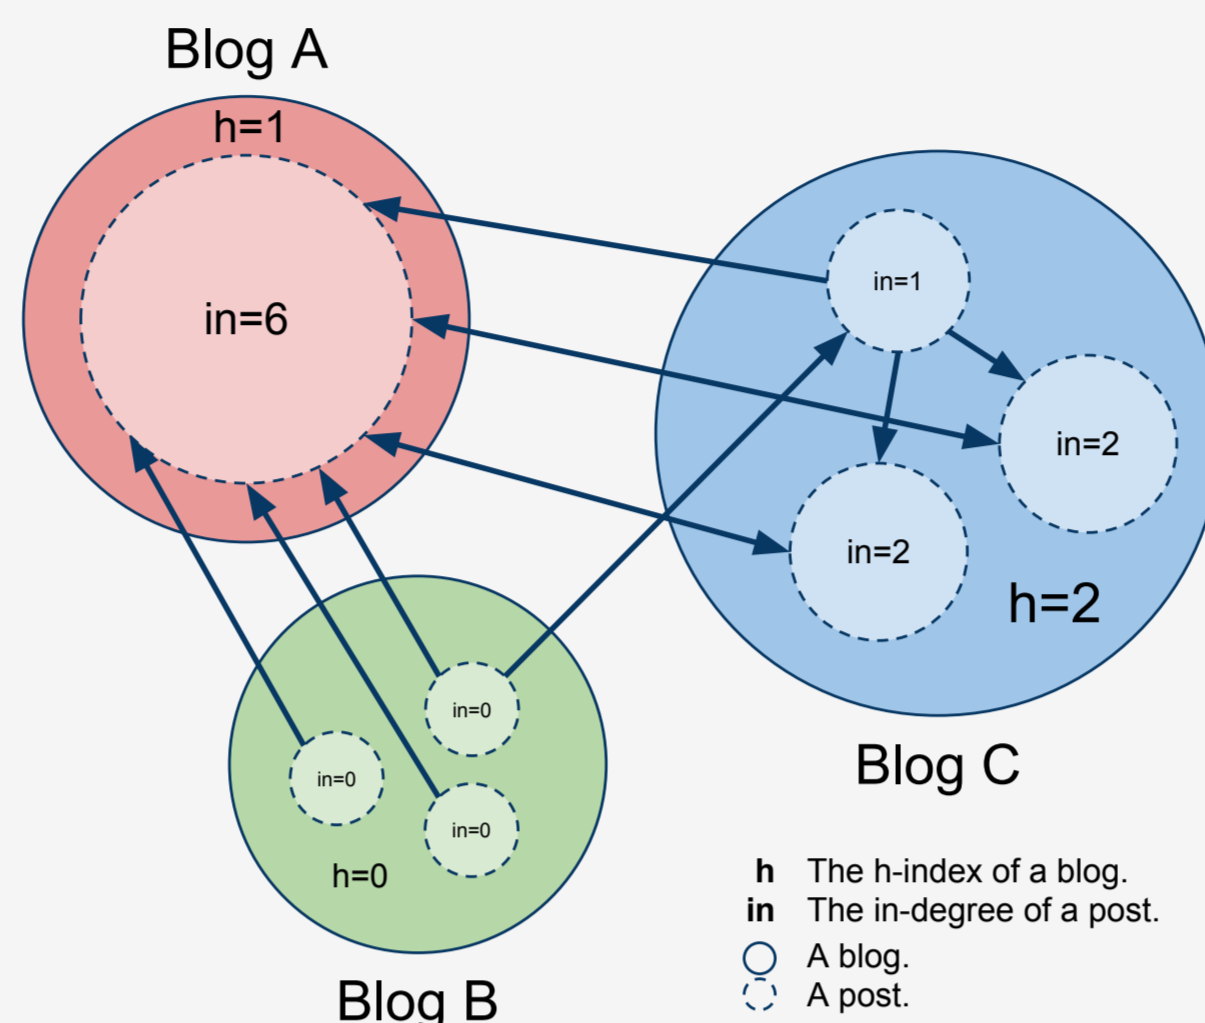 Blog A
h=1
in=6
in=1
in=2
in=2
h=2
Blog C
in=0
in=0
in=0
h=0
Blog B
h The h-index of a blog.
in The in-degree of a post.
A blog.
A post.